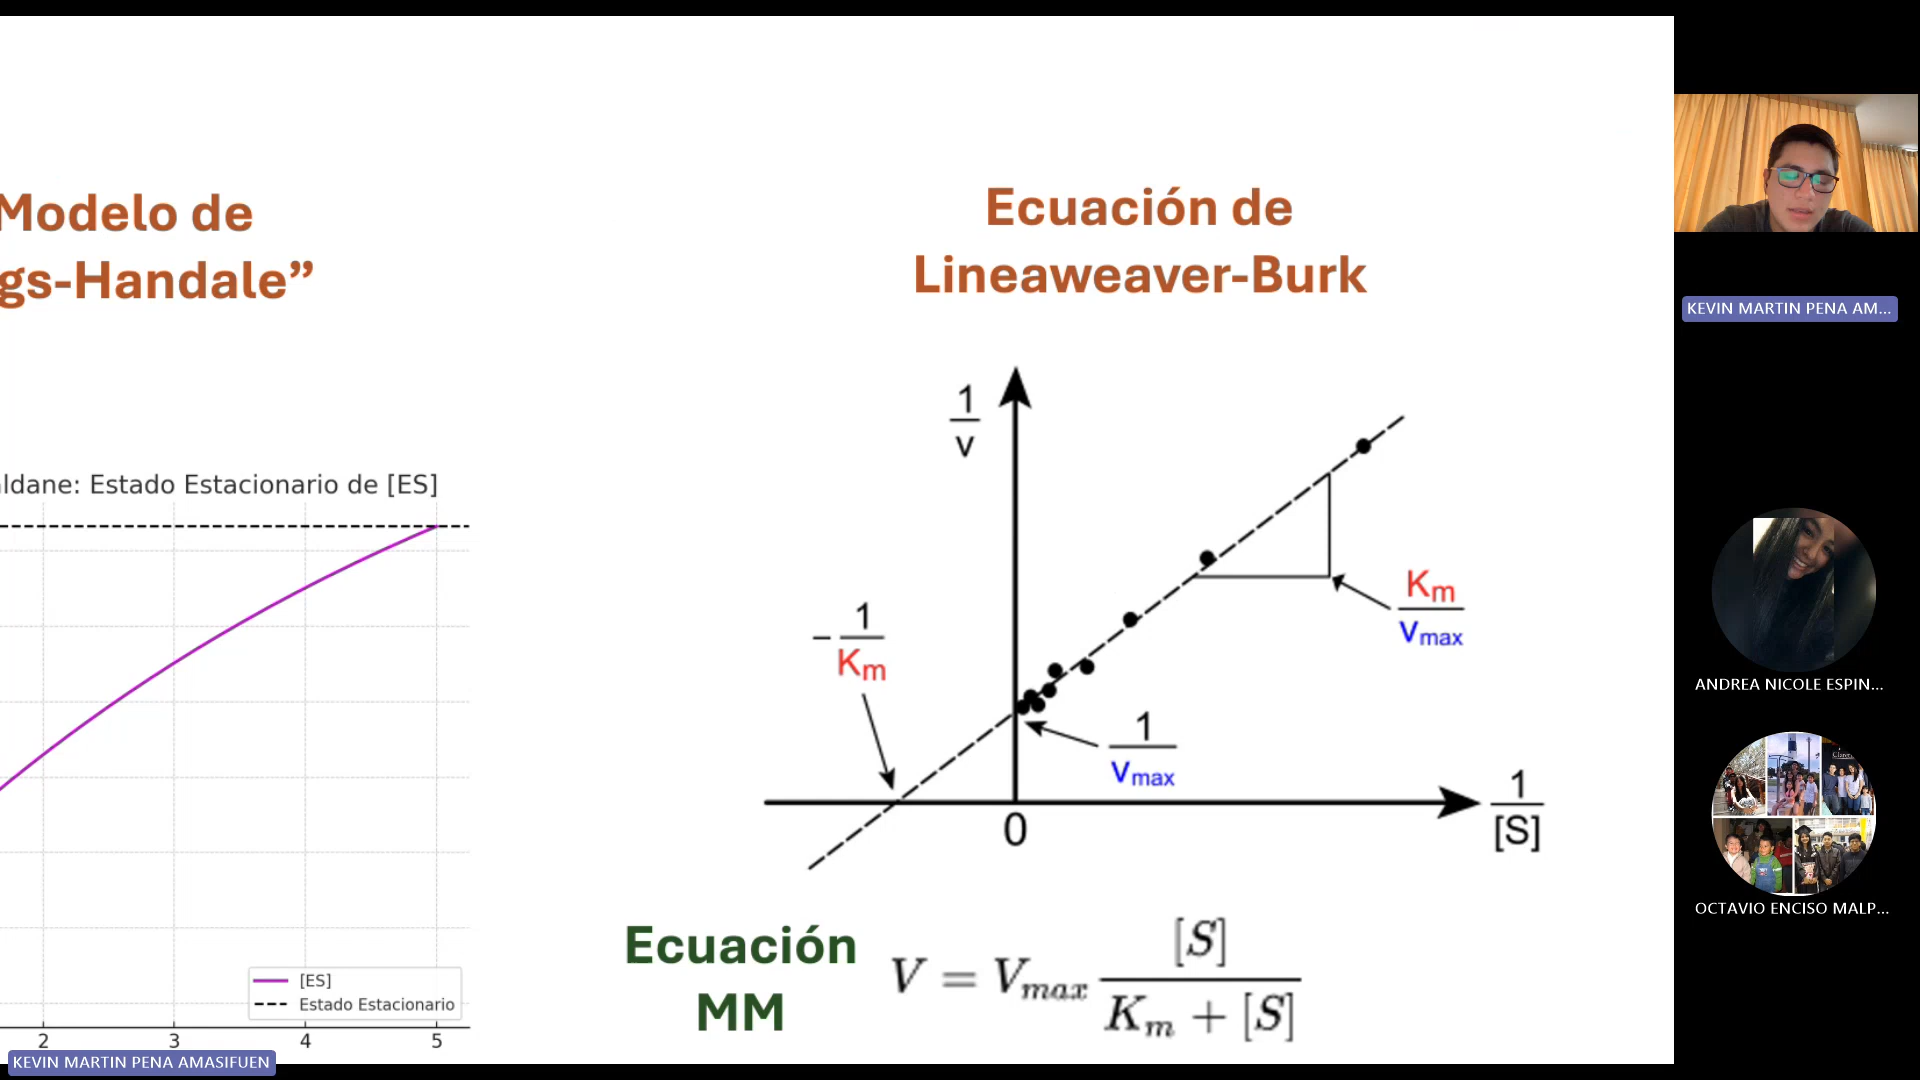 Modelo de
gs-Handale”
ldane: Estado Estacionario de [ES]
[ES]
Estado Estacionario
2 3 4 5
Ecuación de
Lineaweaver-Burk
1
v
- 1
Km
Km
Vmax
1
Vmax
0
1
[S]
Ecuación
MM
V = Vmax [S]
Km + [S]
KEVIN MARTIN PENA AMASIFUEN
KEVIN MARTIN PENA AM...
ANDREA NICOLE ESPIN...
OCTAVIO ENCISO MALP...